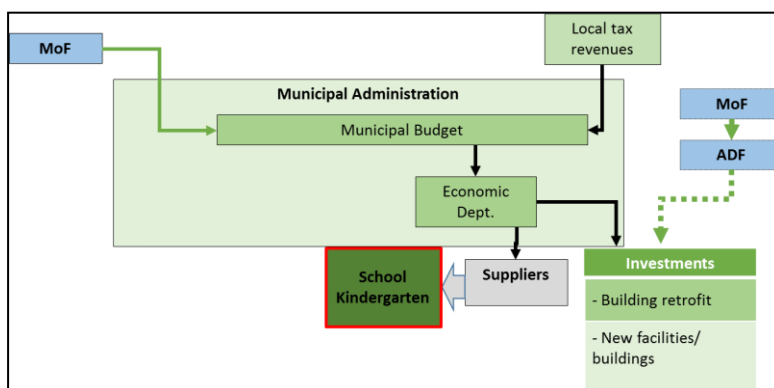 MoF
Local tax
revenues
Municipal Administration
Municipal Budget
MoF
ADF
Economic
Dept.
School
Kindergarten
Suppliers
Investments
- Building retrofit
- New facilities/
buildings